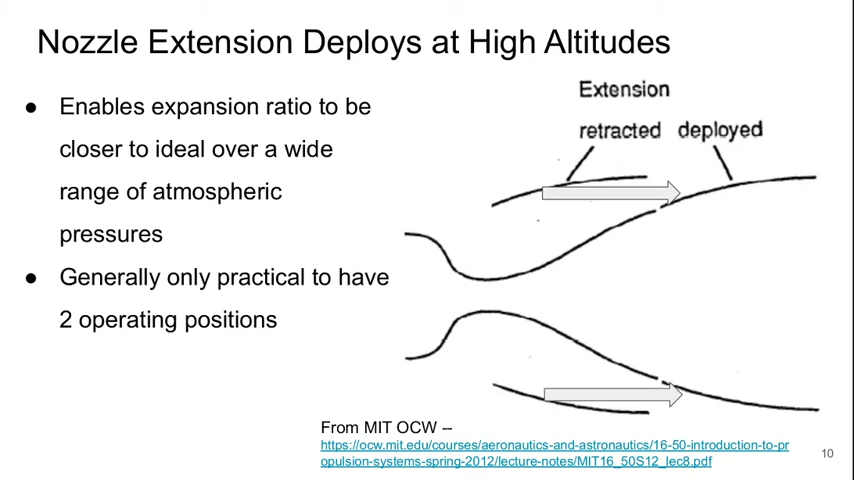 Nozzle Extension Deploys at High Altitudes
● Enables expansion ratio to be
closer to ideal over a wide
range of atmospheric
pressures
● Generally only practical to have
2 operating positions
Extension
retracted deployed
From MIT OCW --
https://ocw.mit.edu/courses/aeronautics-and-astronautics/16-50-introduction-to-pr
opulsion-systems-spring-2012/lecture-notes/MIT16_50S12_lec8.pdf
10